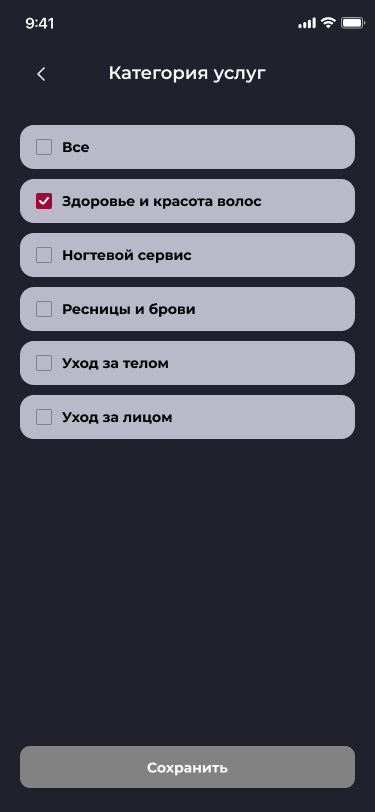 9:41
Категория услуг
Все
Здоровье и красота волос
Ногтевой сервис
Ресницы и брови
Уход за телом
Уход за лицом
Сохранить